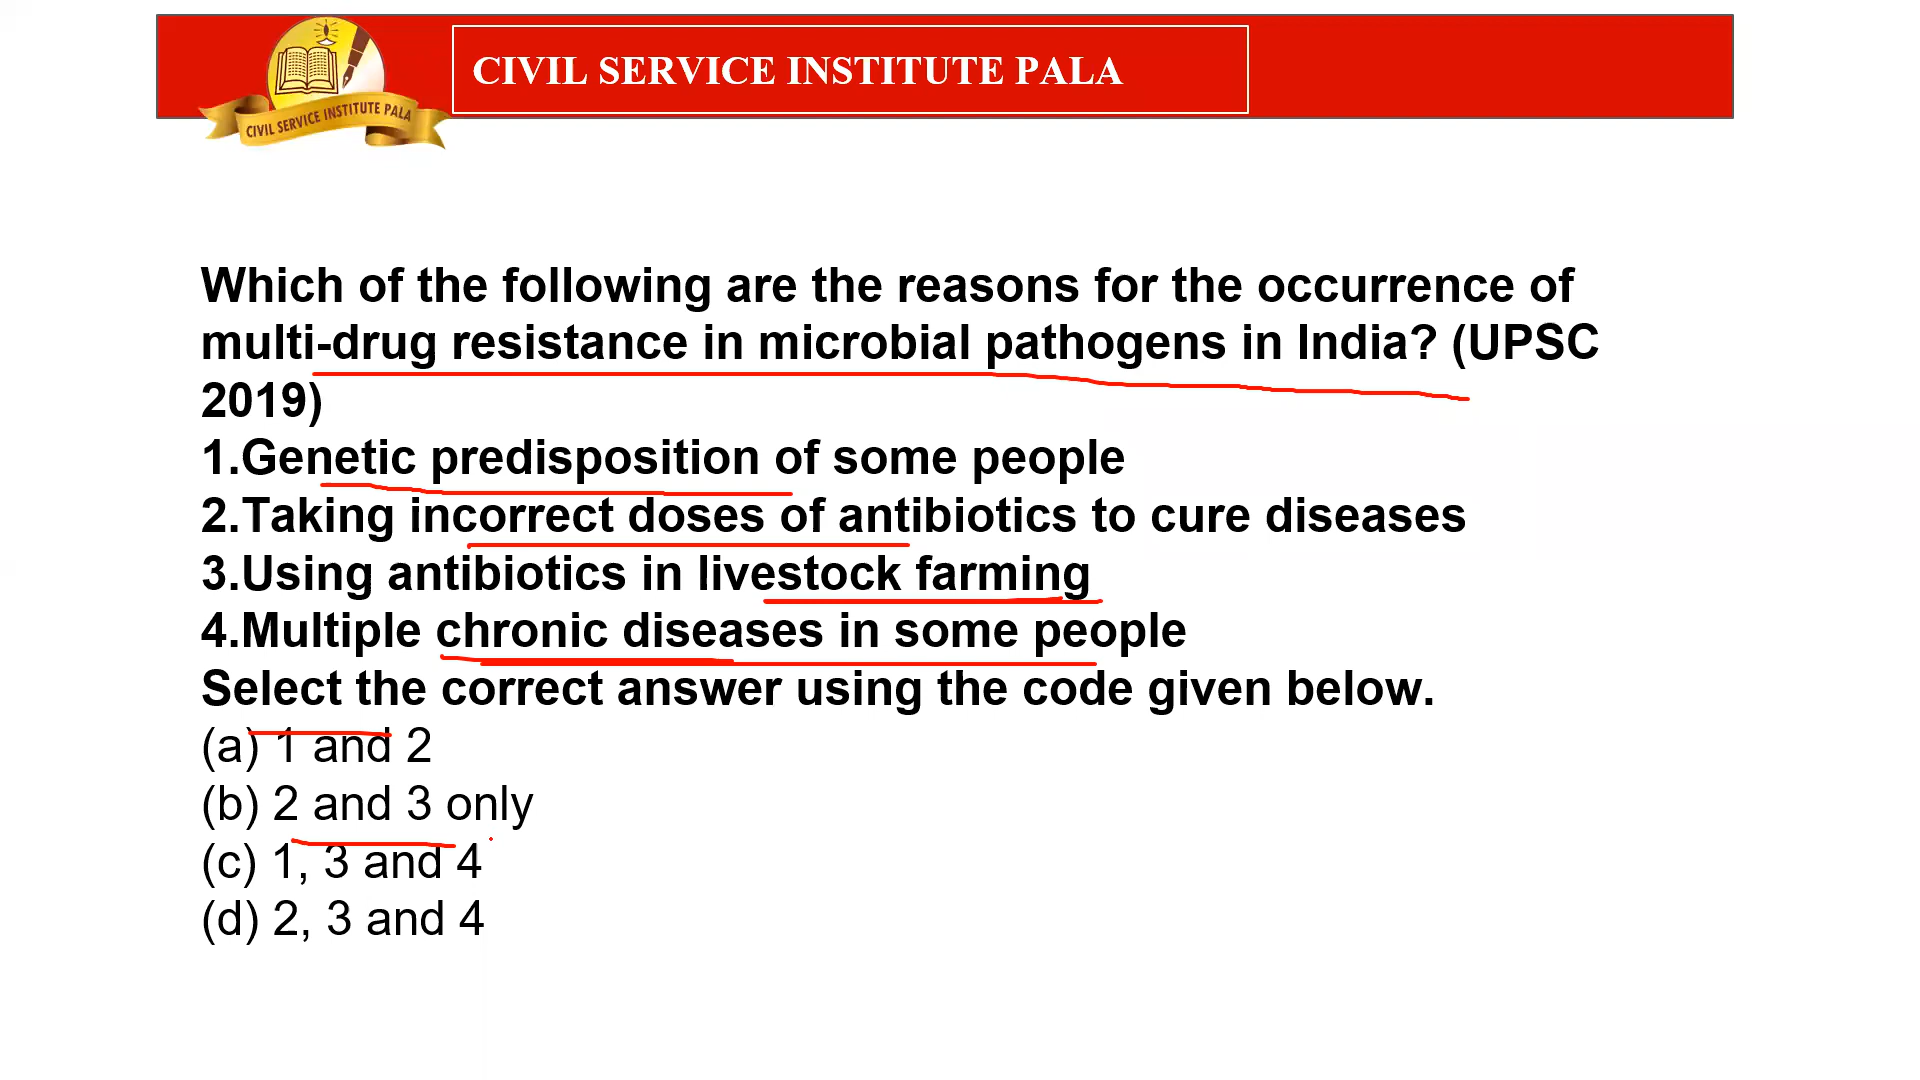 CIVIL SERVICE INSTITUTE PALA
CIVIL SERVICE INSTITUTE PALA
Which of the following are the reasons for the occurrence of
multi-drug resistance in microbial pathogens in India? (UPSC
2019)
1.Genetic predisposition of some people
2.Taking incorrect doses of antibiotics to cure diseases
3.Using antibiotics in livestock farming
4.Multiple chronic diseases in some people
Select the correct answer using the code given below.
(a) 1 and 2
(b) 2 and 3 only
(c) 1, 3 and 4
(d) 2, 3 and 4